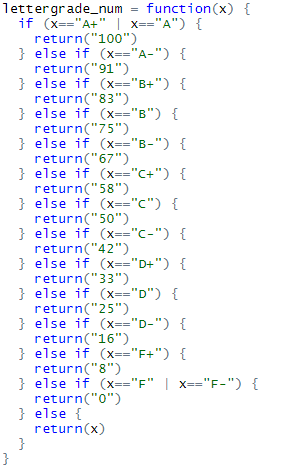 lettergrade_num = function(x) {
  if (x=="A+" | x=="A") {
    return("100")
  } else if (x=="A-") {
    return("91")
  } else if (x=="B+") {
    return("83")
  } else if (x=="B") {
    return("75")
  } else if (x=="B-") {
    return("67")
  } else if (x=="C+") {
    return("58")
  } else if (x=="C") {
    return("50")
  } else if (x=="C-") {
    return("42")
  } else if (x=="D+") {
    return("33")
  } else if (x=="D") {
    return("25")
  } else if (x=="D-") {
    return("16")
  } else if (x=="F+") {
    return("8")
  } else if (x=="F" | x=="F-") {
    return("0")
  } else {
    return(x)
  }
}